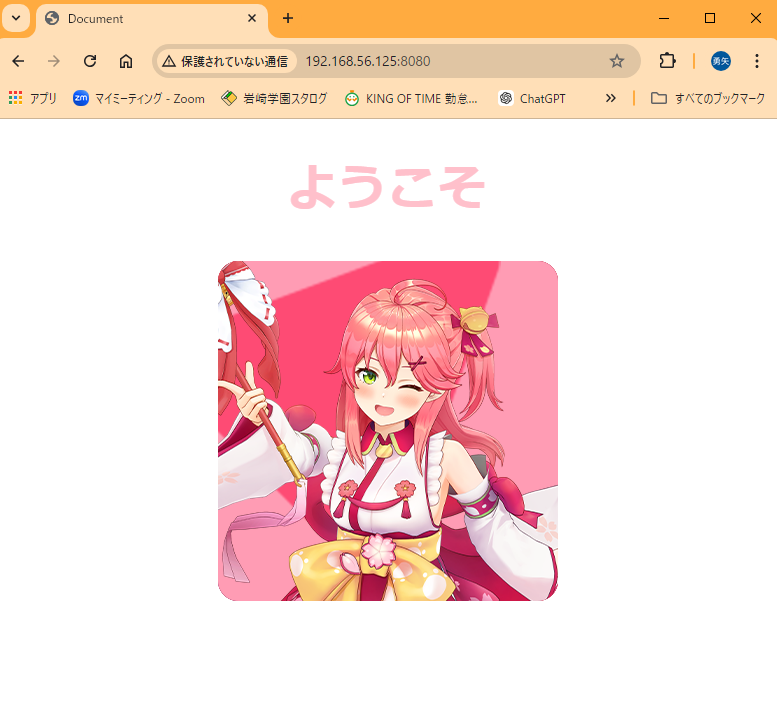 Document
保護されていない通信 192.168.56.125:8080
アプリ zm マイミーティング - Zoom 岩崎学園スタログ KING OF TIME 勤怠... ChatGPT すべてのブックマーク
勇矢
ようこそ